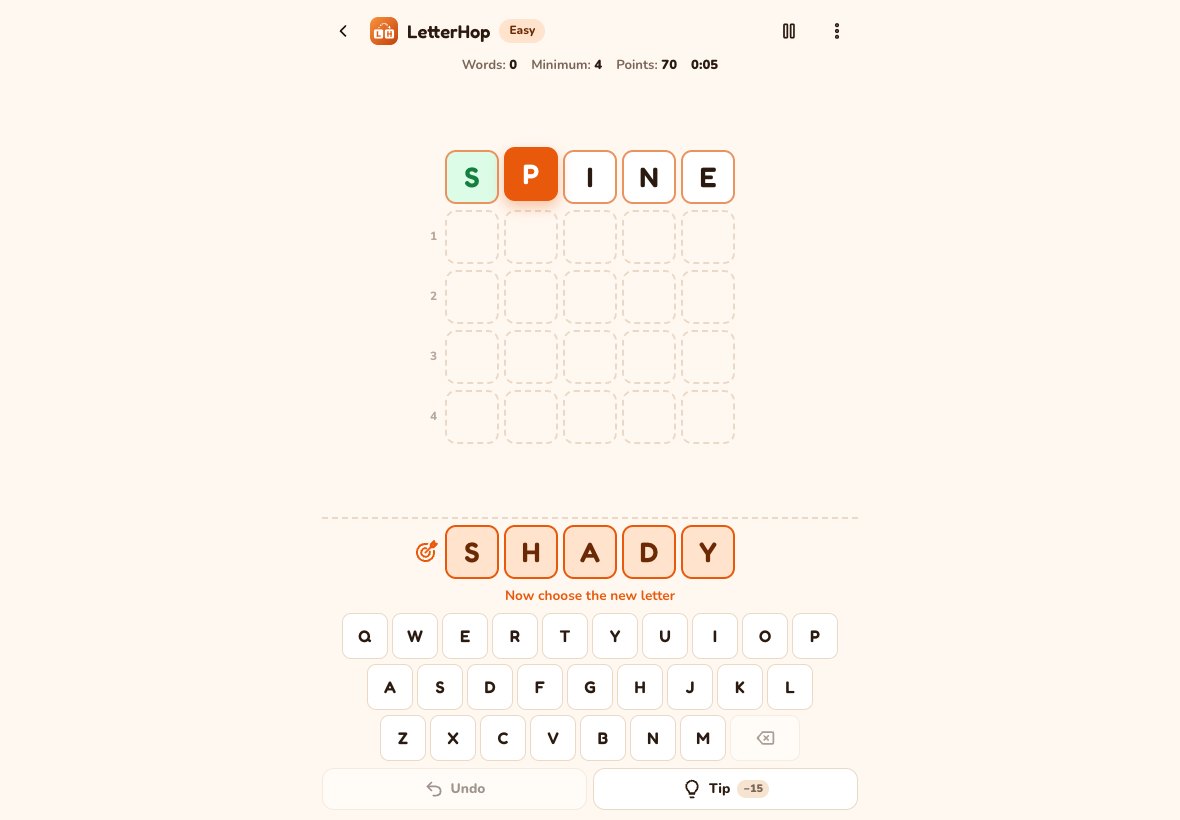 LH LetterHop Easy
Words: 0 Minimum: 4 Points: 70 0:05
S P I N E
1
2
3
4
S H A D Y
Now choose the new letter
Q W E R T Y U I O P
A S D F G H J K L
Z X C V B N M
Undo Tip −15